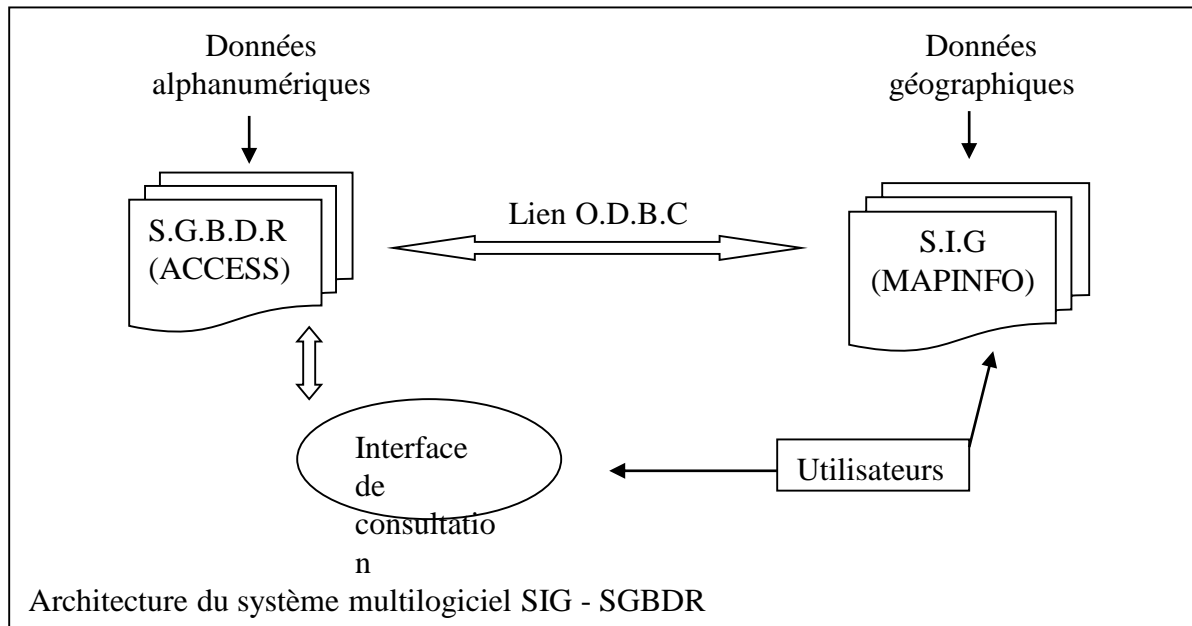 Données
alphanumériques
Données
géographiques
S.G.B.D.R
(ACCESS)
Lien O.D.B.C
S.I.G
(MAPINFO)
Interface
de
consultatio
n
Utilisateurs
Architecture du système multilogiciel SIG - SGBDR